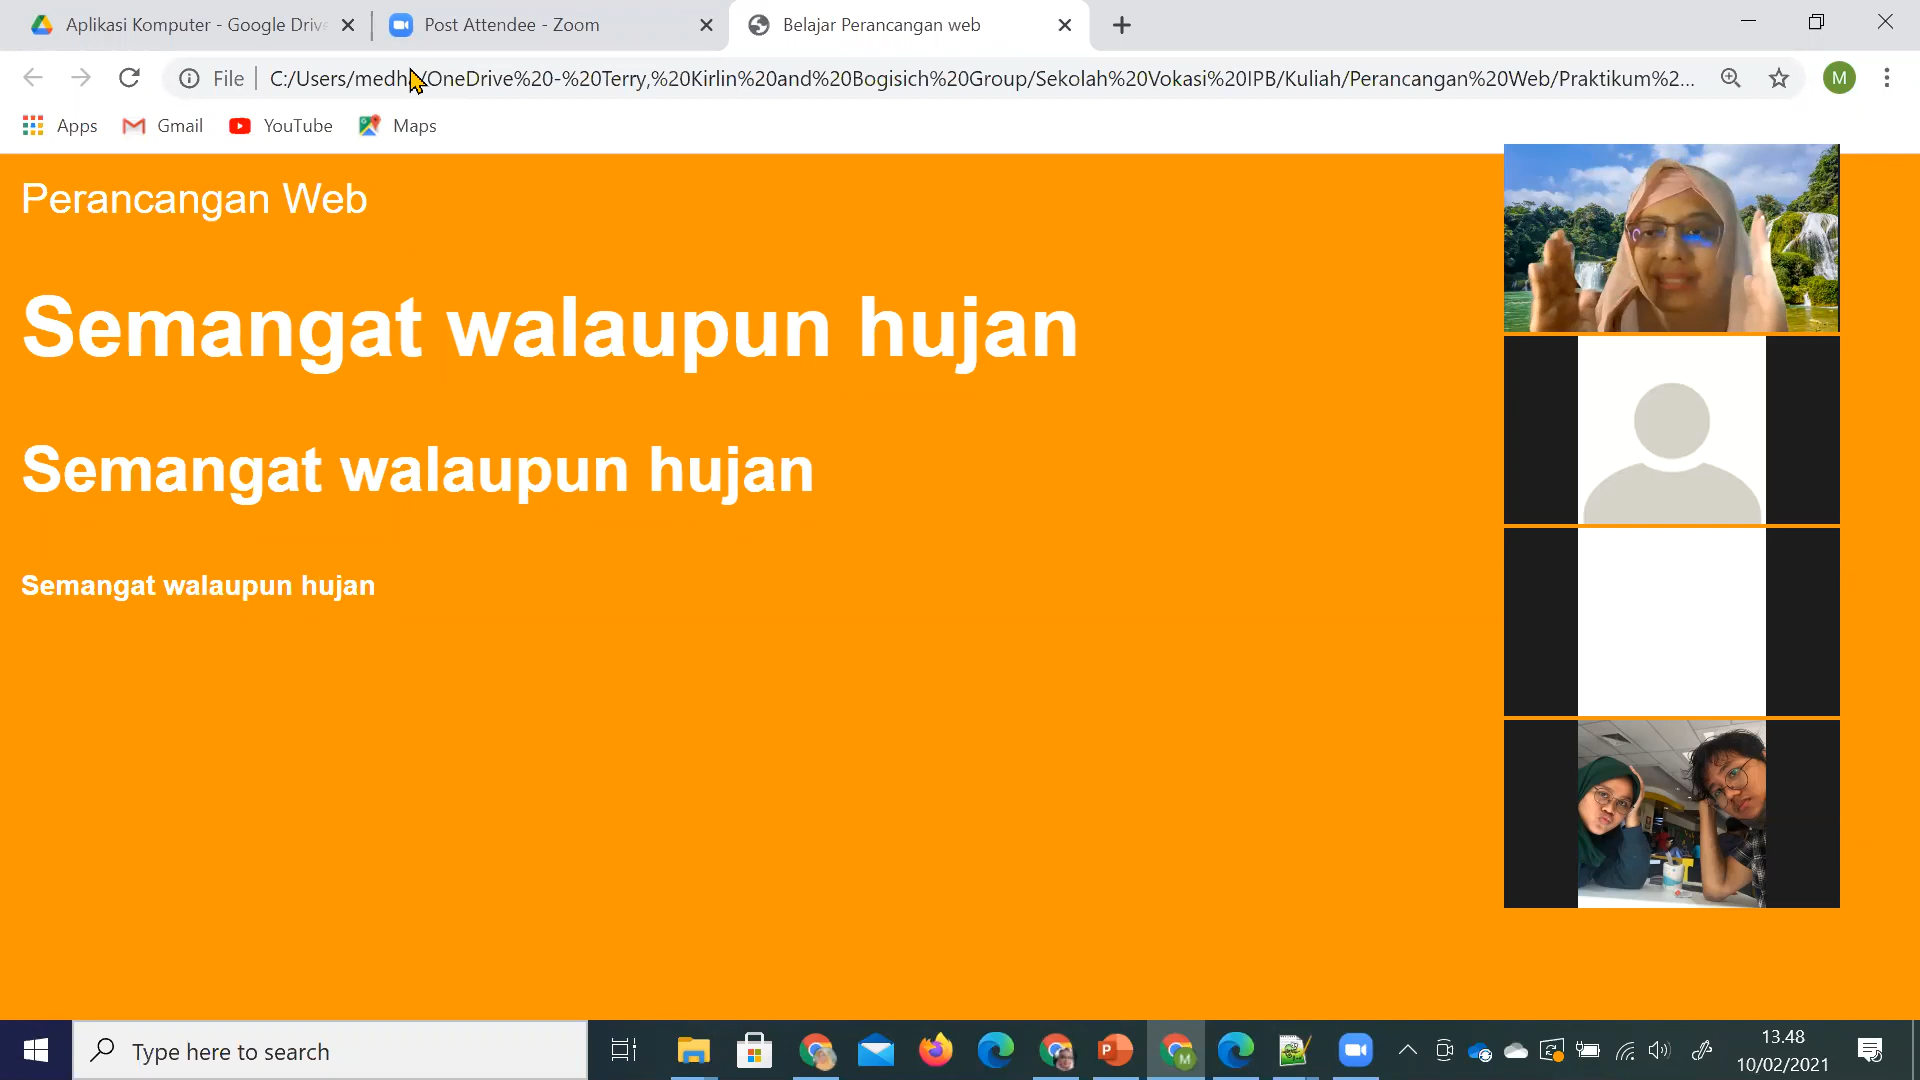 Aplikasi Komputer - Google Drive
Post Attendee - Zoom
Belajar Perancangan web
File
C:/Users/medha/OneDrive%20-%20Terry,%20Kirlin%20and%20Bogisich%20Group/Sekolah%20Vokasi%20IPB/Kuliah/Perancangan%20Web/Praktikum%2...
M
Apps
Gmail
YouTube
Maps
Perancangan Web
Semangat walaupun hujan
Semangat walaupun hujan
Semangat walaupun hujan
Type here to search
13.48
10/02/2021